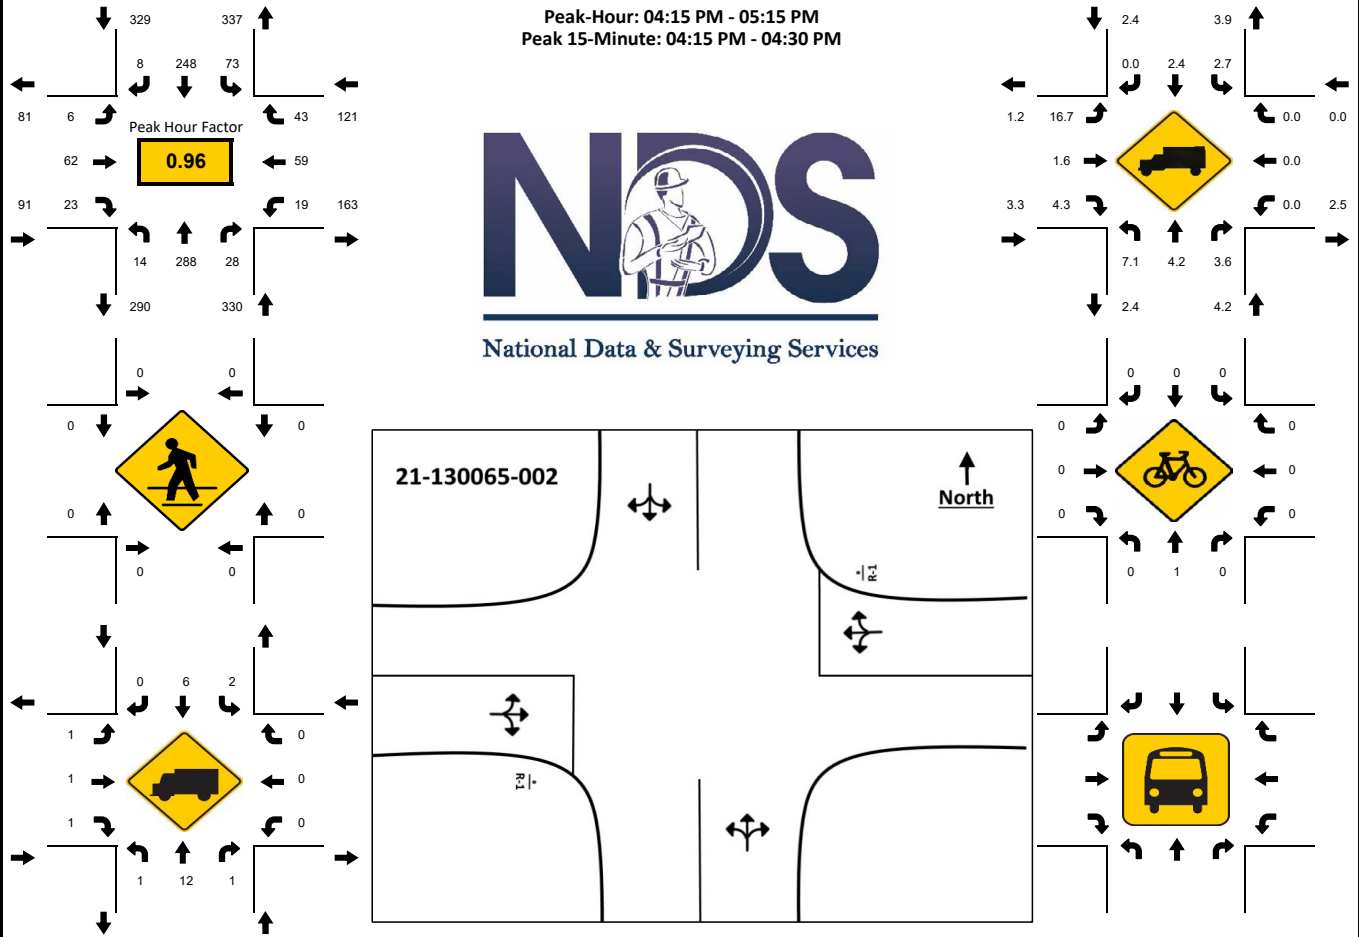 Peak-Hour: 04:15 PM - 05:15 PM
Peak 15-Minute: 04:15 PM - 04:30 PM
329 337
8 248 73
81 6 43 121
Peak Hour Factor
62 0.96 59
91 23 19 163
14 288 28
290 330
2.4 3.9
0.0 2.4 2.7
1.2 16.7 0.0 0.0
1.6 0.0
3.3 4.3 0.0 2.5
7.1 4.2 3.6
2.4 4.2
NDS
National Data & Surveying Services
0 0
0 0
0 0
0 0
0 0 0
0 0
0 0
0 0
0 1 0
21-130065-002
North
R-1
R-1
0 6 2
1 0
1 0
1 0
1 12 1